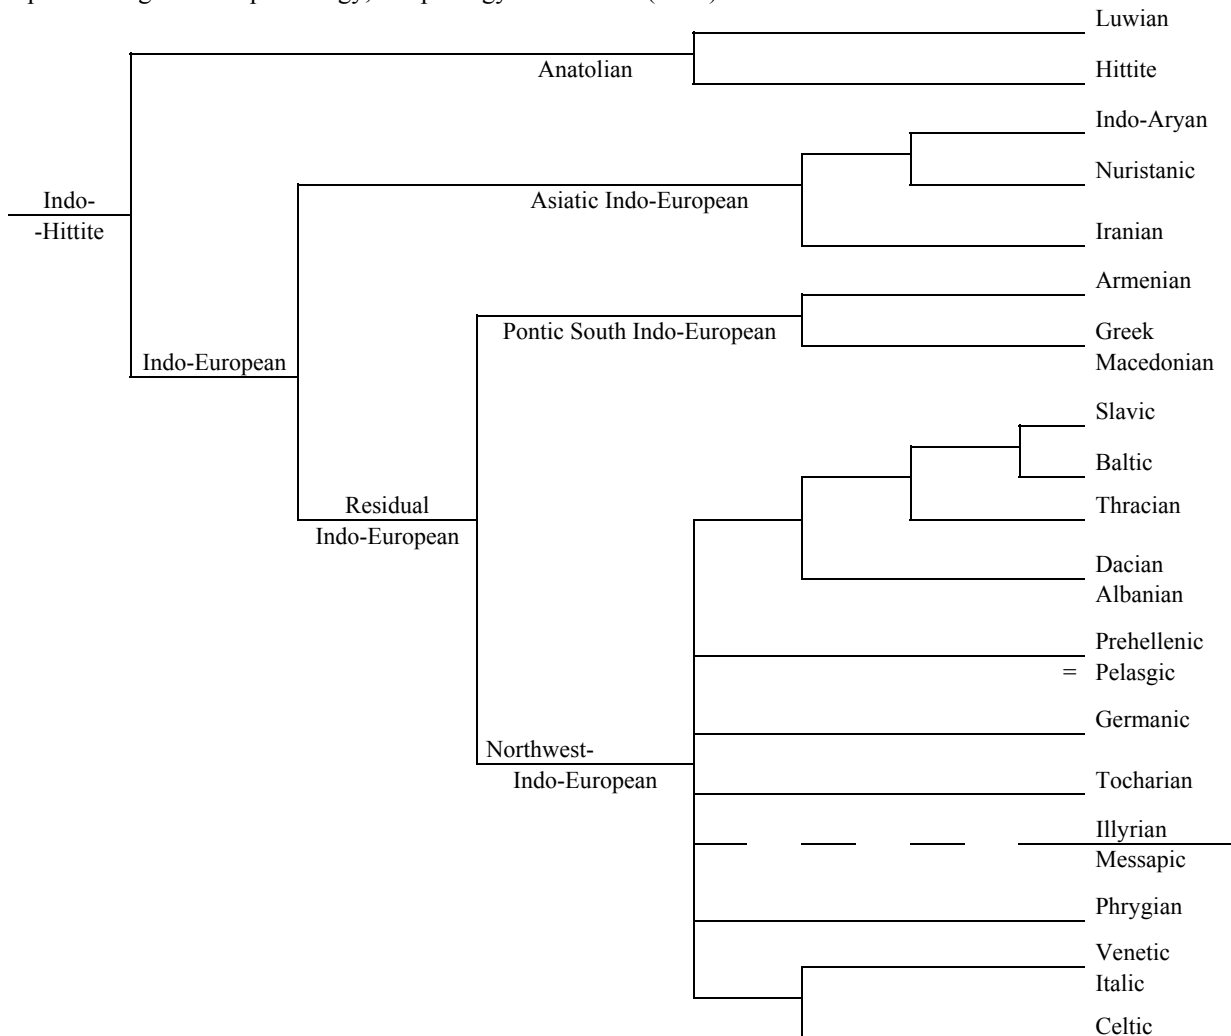 Luwian
Anatolian
Hittite
Indo-Aryan
Nuristanic
Indo-
-Hittite
Asiatic Indo-European
Iranian
Armenian
Pontic South Indo-European
Greek
Macedonian
Indo-European
Slavic
Baltic
Thracian
Residual
Indo-European
Dacian
Albanian
Prehellenic
= Pelasgic
Germanic
Northwest-
Indo-European
Tocharian
Illyrian
Messapic
Phrygian
Venetic
Italic
Celtic